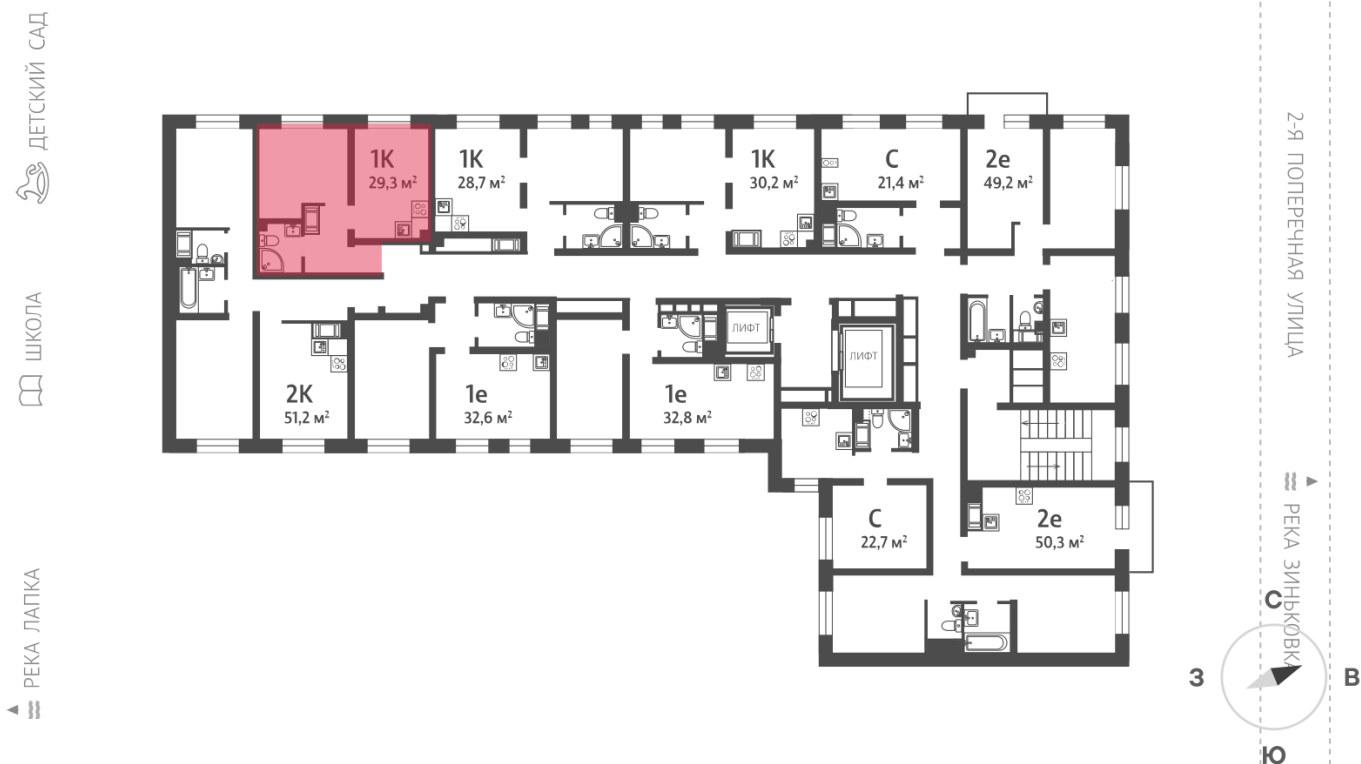 ДЕТСКИЙ САД
ШКОЛА
РЕКА ЛАПКА
1К
29,3 м²
1К
28,7 м²
1К
30,2 м²
С
21,4 м²
2е
49,2 м²
2К
51,2 м²
1е
32,6 м²
1е
32,8 м²
ЛИФТ
ЛИФТ
С
22,7 м²
2е
50,3 м²
2-Я ПОПЕРЕЧНАЯ УЛИЦА
РЕКА ЗИНЬКОВКА
С
З
В
Ю